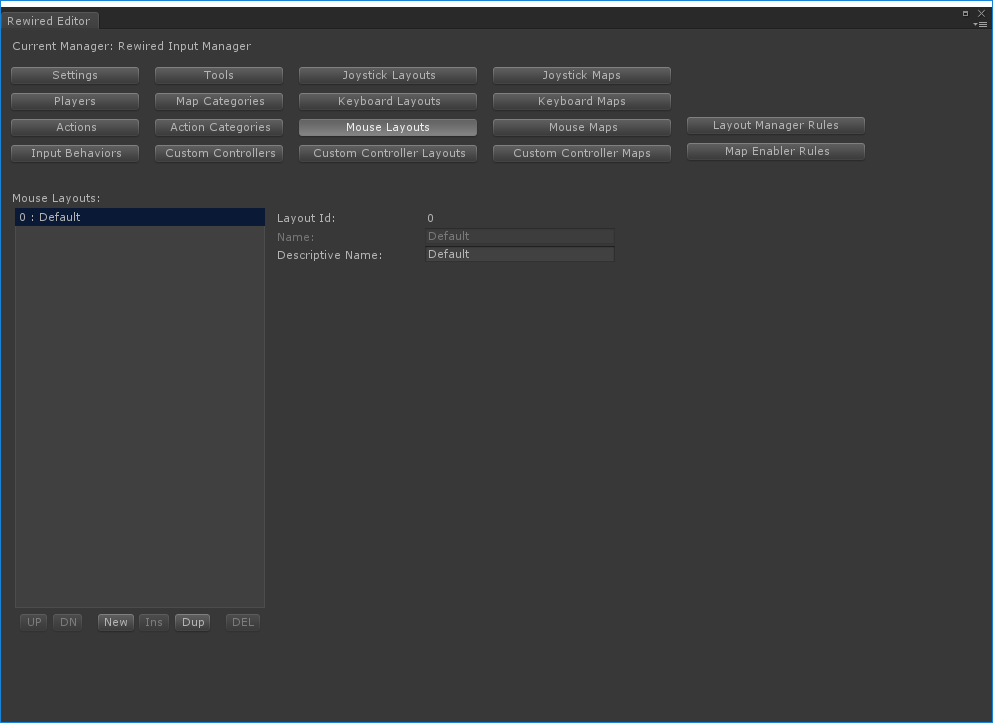 Rewired Editor
Current Manager: Rewired Input Manager
Settings Tools Joystick Layouts Joystick Maps
Players Map Categories Keyboard Layouts Keyboard Maps
Actions Action Categories Mouse Layouts Mouse Maps Layout Manager Rules
Input Behaviors Custom Controllers Custom Controller Layouts Custom Controller Maps Map Enabler Rules
Mouse Layouts:
0 : Default
Layout Id: 0
Name: Default
Descriptive Name: Default
UP DN New Ins Dup DEL